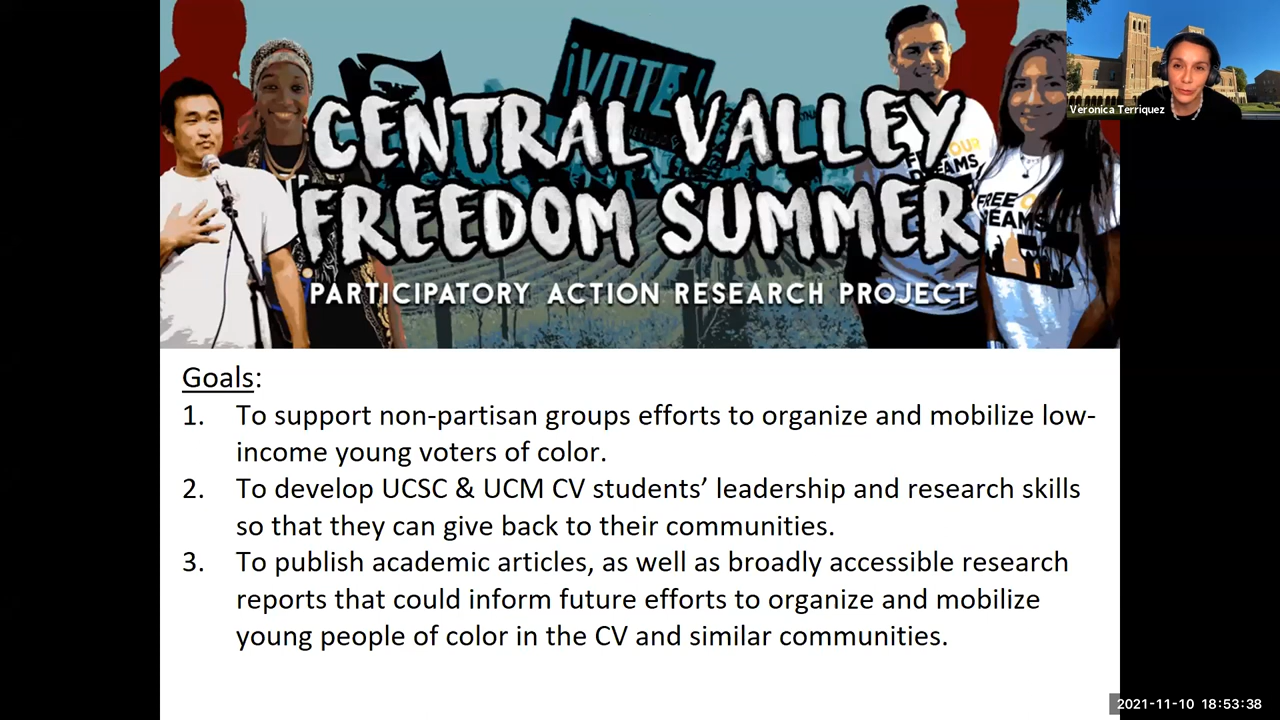 ¡VOTE!
CENTRAL VALLEY
FREEDOM SUMMER
PARTICIPATORY ACTION RESEARCH PROJECT
Veronica Terriquez
FREE OUR
DREAMS
Goals:
1. To support non-partisan groups efforts to organize and mobilize low-
income young voters of color.
2. To develop UCSC & UCM CV students’ leadership and research skills
so that they can give back to their communities.
3. To publish academic articles, as well as broadly accessible research
reports that could inform future efforts to organize and mobilize
young people of color in the CV and similar communities.
2021-11-10 18:53:38